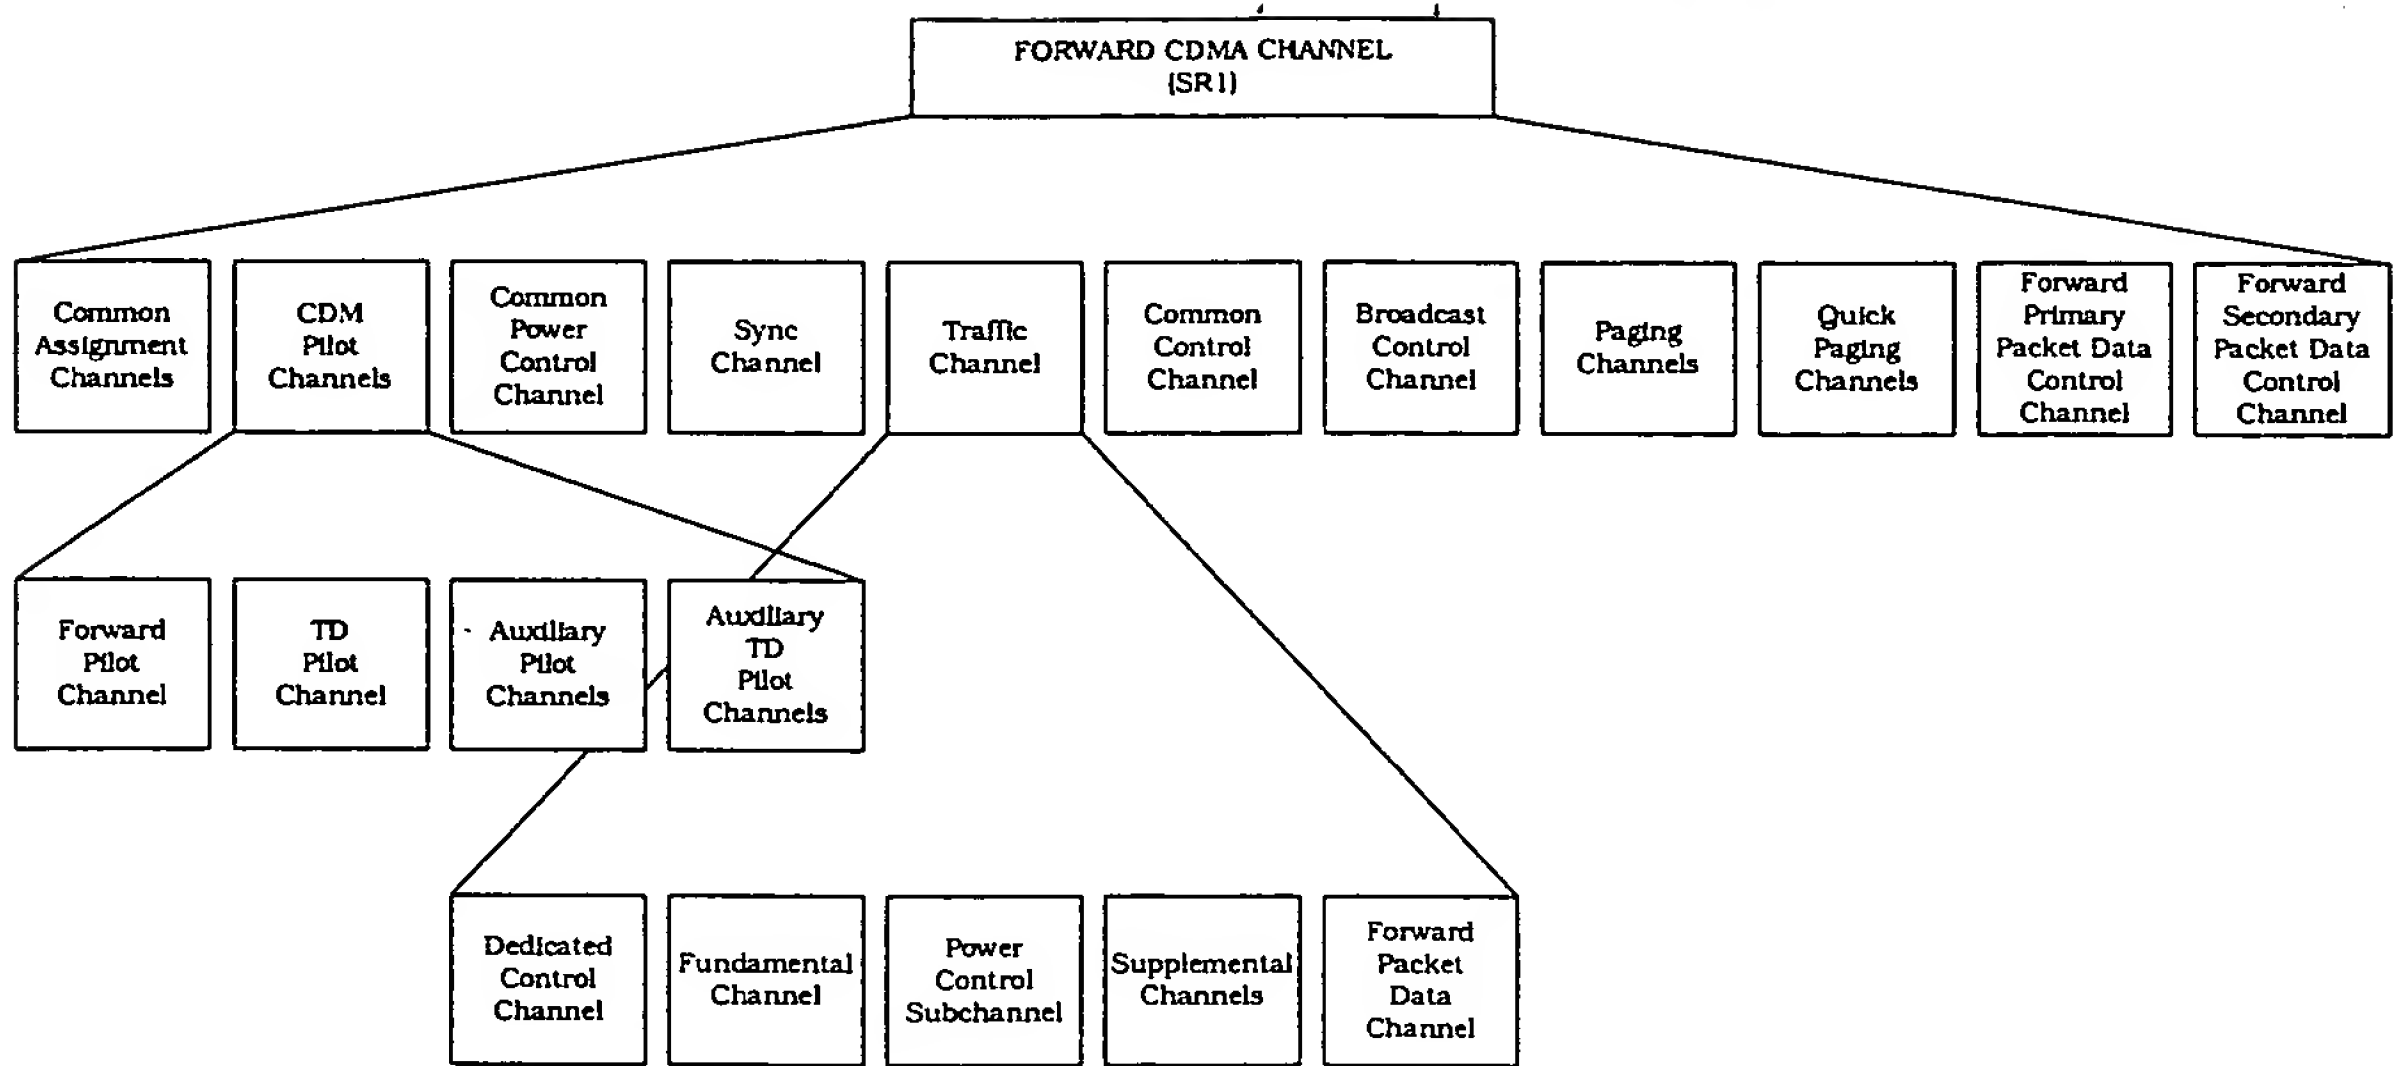 FORWARD CDMA CHANNEL
(SR1)
Common
Assignment
Channels
CDM
Pilot
Channels
Common
Power
Control
Channel
Sync
Channel
Traffic
Channel
Common
Control
Channel
Broadcast
Control
Channel
Paging
Channels
Quick
Paging
Channels
Forward
Primary
Packet Data
Control
Channel
Forward
Secondary
Packet Data
Control
Channel
Forward
Pilot
Channel
TD
Pilot
Channel
Auxiliary
Pilot
Channels
Auxiliary
TD
Pilot
Channels
Dedicated
Control
Channel
Fundamental
Channel
Power
Control
Subchannel
Supplemental
Channels
Forward
Packet
Data
Channel